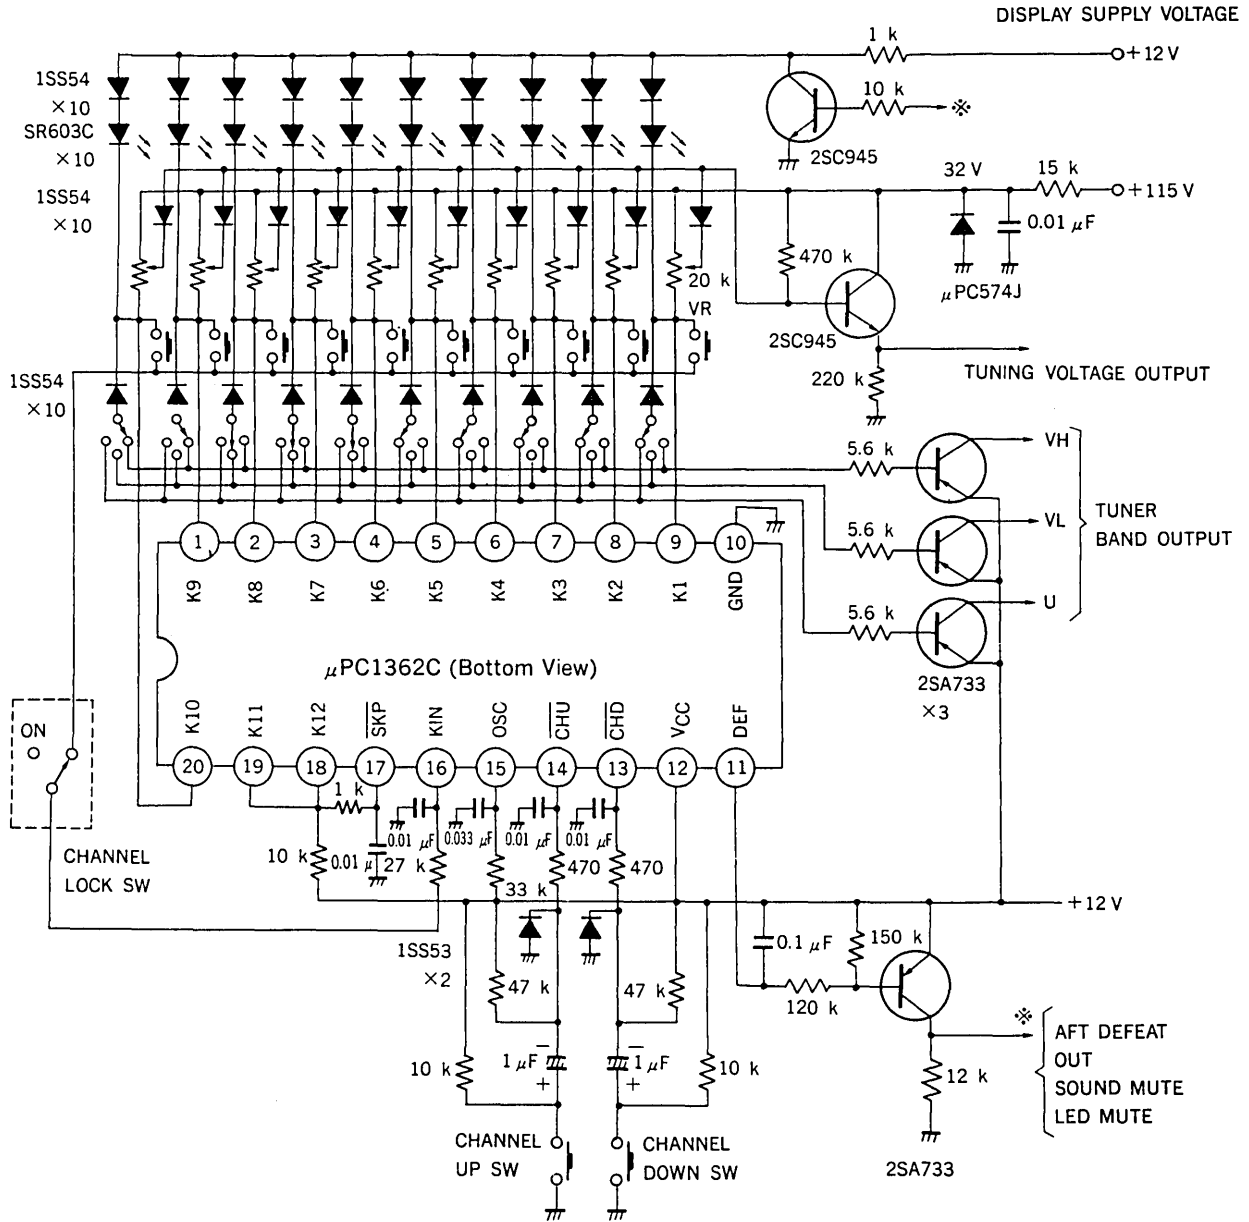 DISPLAY SUPPLY VOLTAGE
1 k
+12 V
1SS54
×10
10 k
※
SR603C
×10
2SC945
32 V
15 k
+115 V
1SS54
×10
0.01 μF
470 k
μPC574J
20 k
VR
2SC945
TUNING VOLTAGE OUTPUT
220 k
1SS54
×10
5.6 k
VH
5.6 k
VL
TUNER
BAND OUTPUT
5.6 k
U
2SA733
×3
1 2 3 4 5 6 7 8 9 10
K9 K8 K7 K6 K5 K4 K3 K2 K1 GND
μPC1362C (Bottom View)
K10 K11 K12 SKP KIN OSC CHU CHD VCC DEF
20 19 18 17 16 15 14 13 12 11
ON
CHANNEL
LOCK SW
1 k
0.01 μF
0.033 μF
0.01 μF
0.01 μF
10 k
0.01 μ
27 k
33 k
470
470
+12 V
1SS53
×2
0.1 μF
150 k
47 k
47 k
120 k
※
AFT DEFEAT
OUT
SOUND MUTE
LED MUTE
10 k
1 μF
−
+
−
+
1 μF
10 k
12 k
CHANNEL
UP SW
CHANNEL
DOWN SW
2SA733